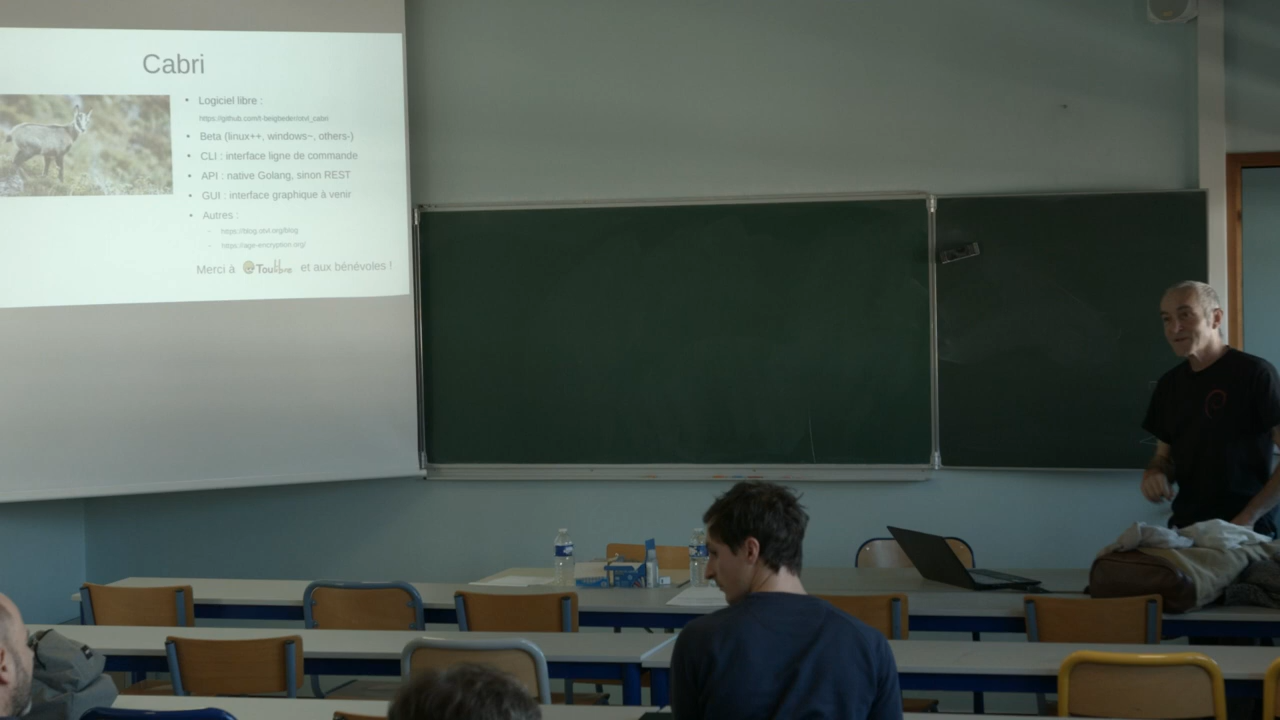 Cabri
Logiciel libre :
https://github.com/t-beigbeder/otvl_cabri
Beta (linux++, windows~, others-)
CLI : interface ligne de commande
API : native Golang, sinon REST
GUI : interface graphique à venir
Autres :
https://blog.otvl.org/blog
https://age-encryption.org/
Merci à @Toulibre et aux bénévoles !